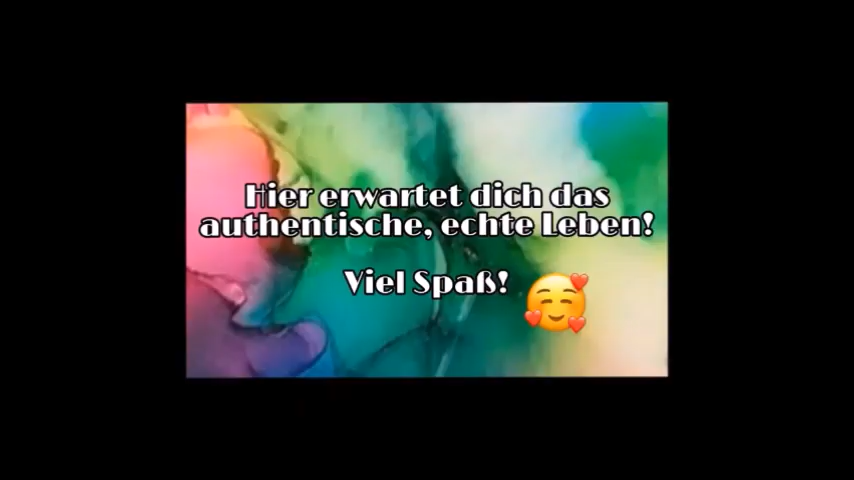 Hier erwartet dich das
authentische, echte Leben!
Viel Spaß!